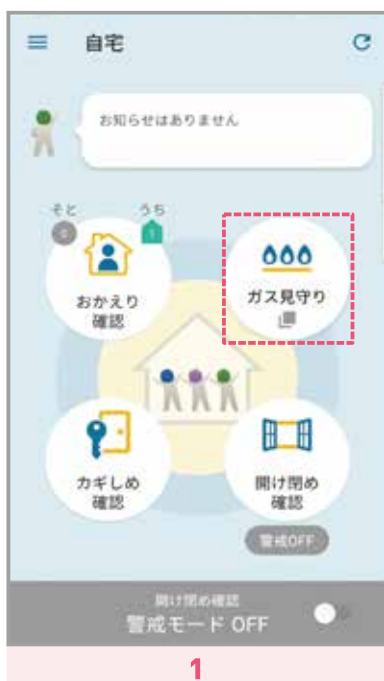 自宅
お知らせはありません
そと
うち
0
1
おかえり
確認
ガス見守り
カギしめ
確認
開け閉め
確認
警戒OFF
開け閉め確認
警戒モード OFF
1